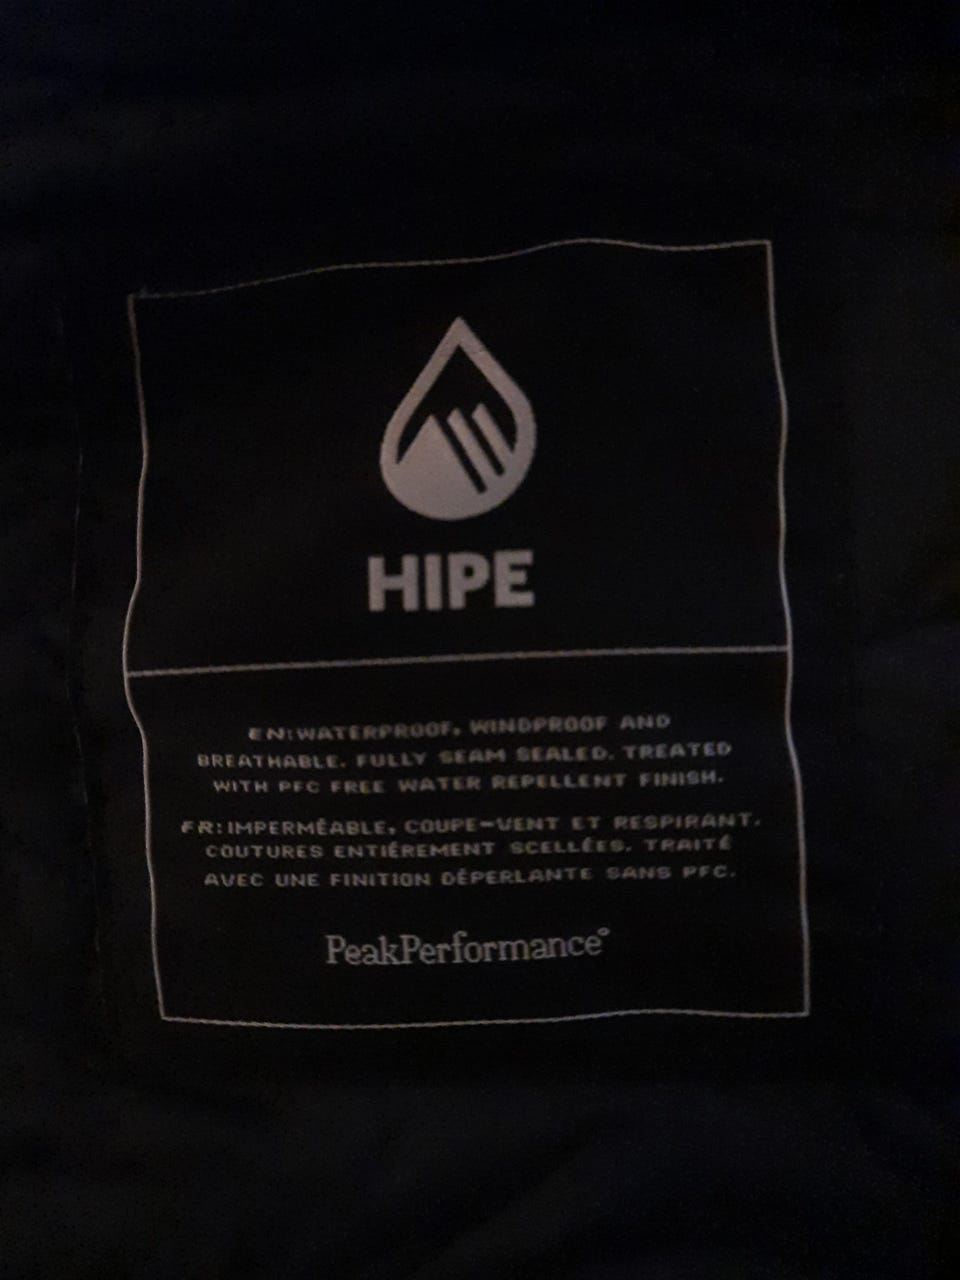 HIPE
EN:WATERPROOF, WINDPROOF AND
BREATHABLE. FULLY SEAM SEALED. TREATED
WITH PFC FREE WATER REPELLENT FINISH.
FR:IMPERMÉABLE, COUPE-VENT ET RESPIRANT.
COUTURES ENTIÉREMENT SCELLÉES. TRAITÉ
AVEC UNE FINITION DÉPERLANTE SANS PFC.
PeakPerformance